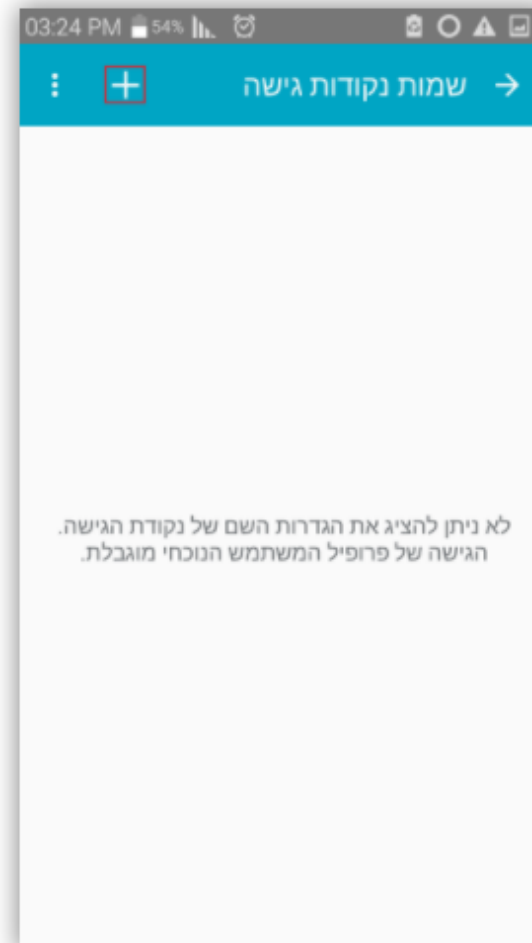 03:24 PM 54%
שמות נקודות גישה
לא ניתן להציג את הגדרות השם של נקודת הגישה.
הגישה של פרופיל המשתמש הנוכחי מוגבלת.